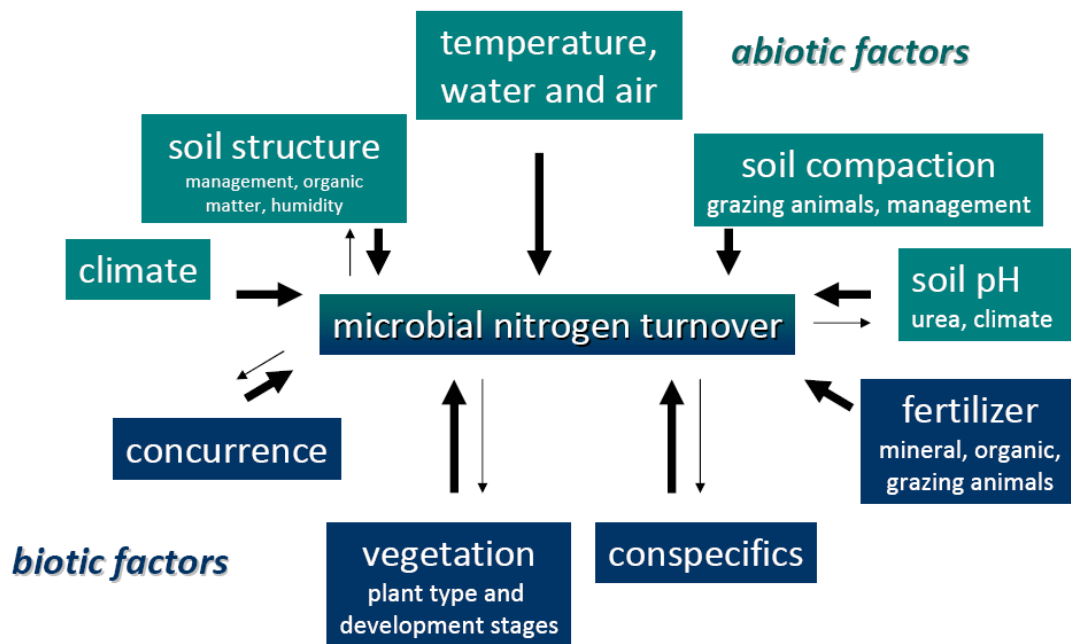 temperature,
water and air
abiotic factors
soil structure
management, organic
matter, humidity
soil compaction
grazing animals, management
climate
soil pH
urea, climate
microbial nitrogen turnover
concurrence
fertilizer
mineral, organic,
grazing animals
biotic factors
vegetation
plant type and
development stages
conspecifics